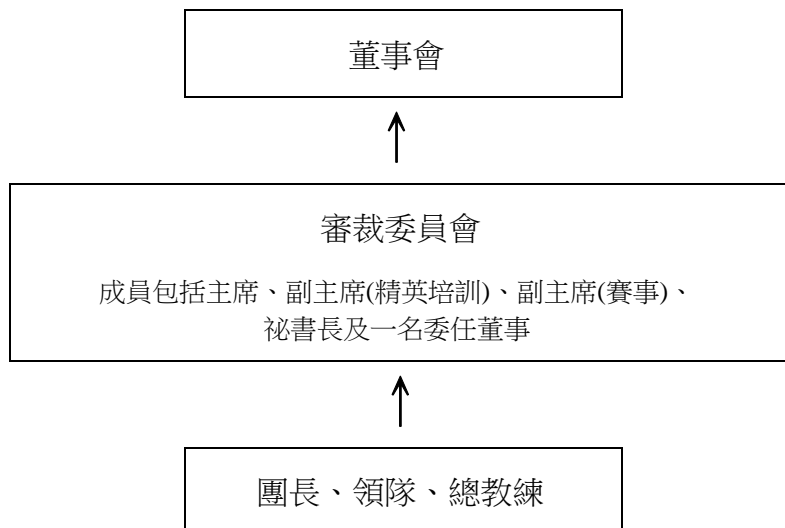 董事會
審裁委員會
成員包括主席、副主席(精英培訓)、副主席(賽事)、
祕書長及一名委任董事
團長、領隊、總教練